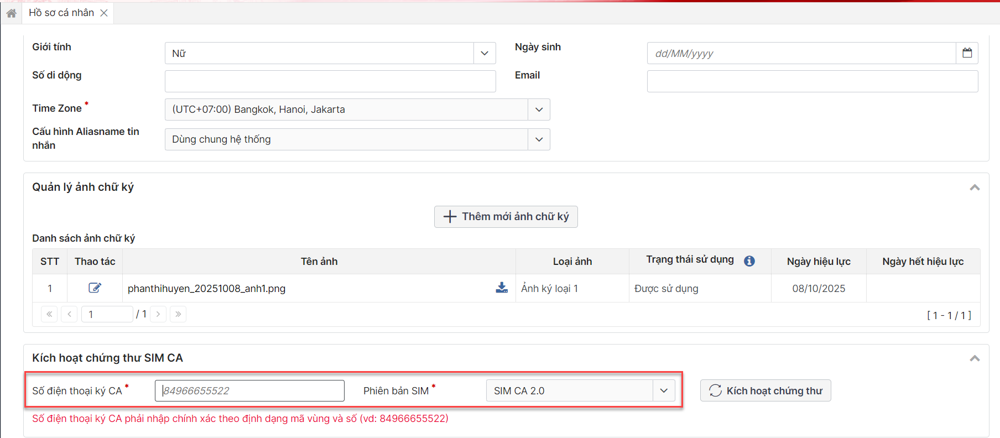 Hồ sơ cá nhân
Giới tính
Nữ
Ngày sinh
dd/MM/yyyy
Số di động
Email
Time Zone *
(UTC+07:00) Bangkok, Hanoi, Jakarta
Cấu hình Aliasname tin
nhắn
Dùng chung hệ thống
Quản lý ảnh chữ ký
Thêm mới ảnh chữ ký
Danh sách ảnh chữ ký
STT Thao tác Tên ảnh Loại ảnh Trạng thái sử dụng Ngày hiệu lực Ngày hết hiệu lực
1 phanthihuyen_20251008_anh1.png Ảnh ký loại 1 Được sử dụng 08/10/2025
« ‹ 1 / 1 › » [ 1 - 1 / 1 ]
Kích hoạt chứng thư SIM CA
Số điện thoại ký CA * 84966655522 Phiên bản SIM * SIM CA 2.0 Kích hoạt chứng thư
Số điện thoại ký CA phải nhập chính xác theo định dạng mã vùng và số (vd: 84966655522)